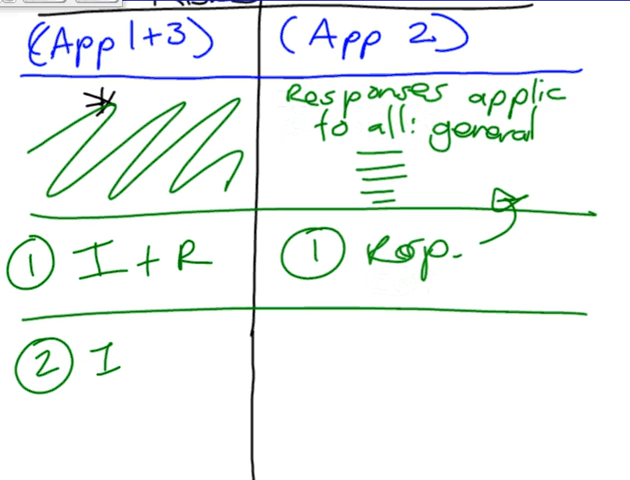 (App 1+3) (App 2)
Responses applic
to all: general
① I + R ① Resp.
② I